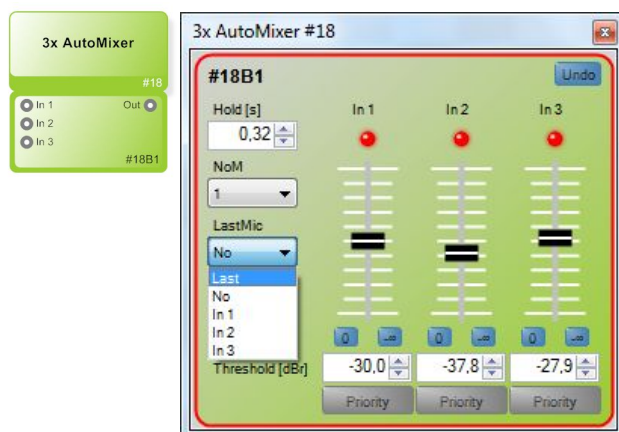 3x AutoMixer
#18
In 1 Out
In 2
In 3
#18B1
3x AutoMixer #18
x
#18B1 Undo
Hold [s] In 1 In 2 In 3
0,32
NoM
1
LastMic
No
Last
No
In 1
In 2
In 3
0 -∞ 0 -∞ 0 -∞
Threshold [dBr] -30,0 -37,8 -27,9
Priority Priority Priority